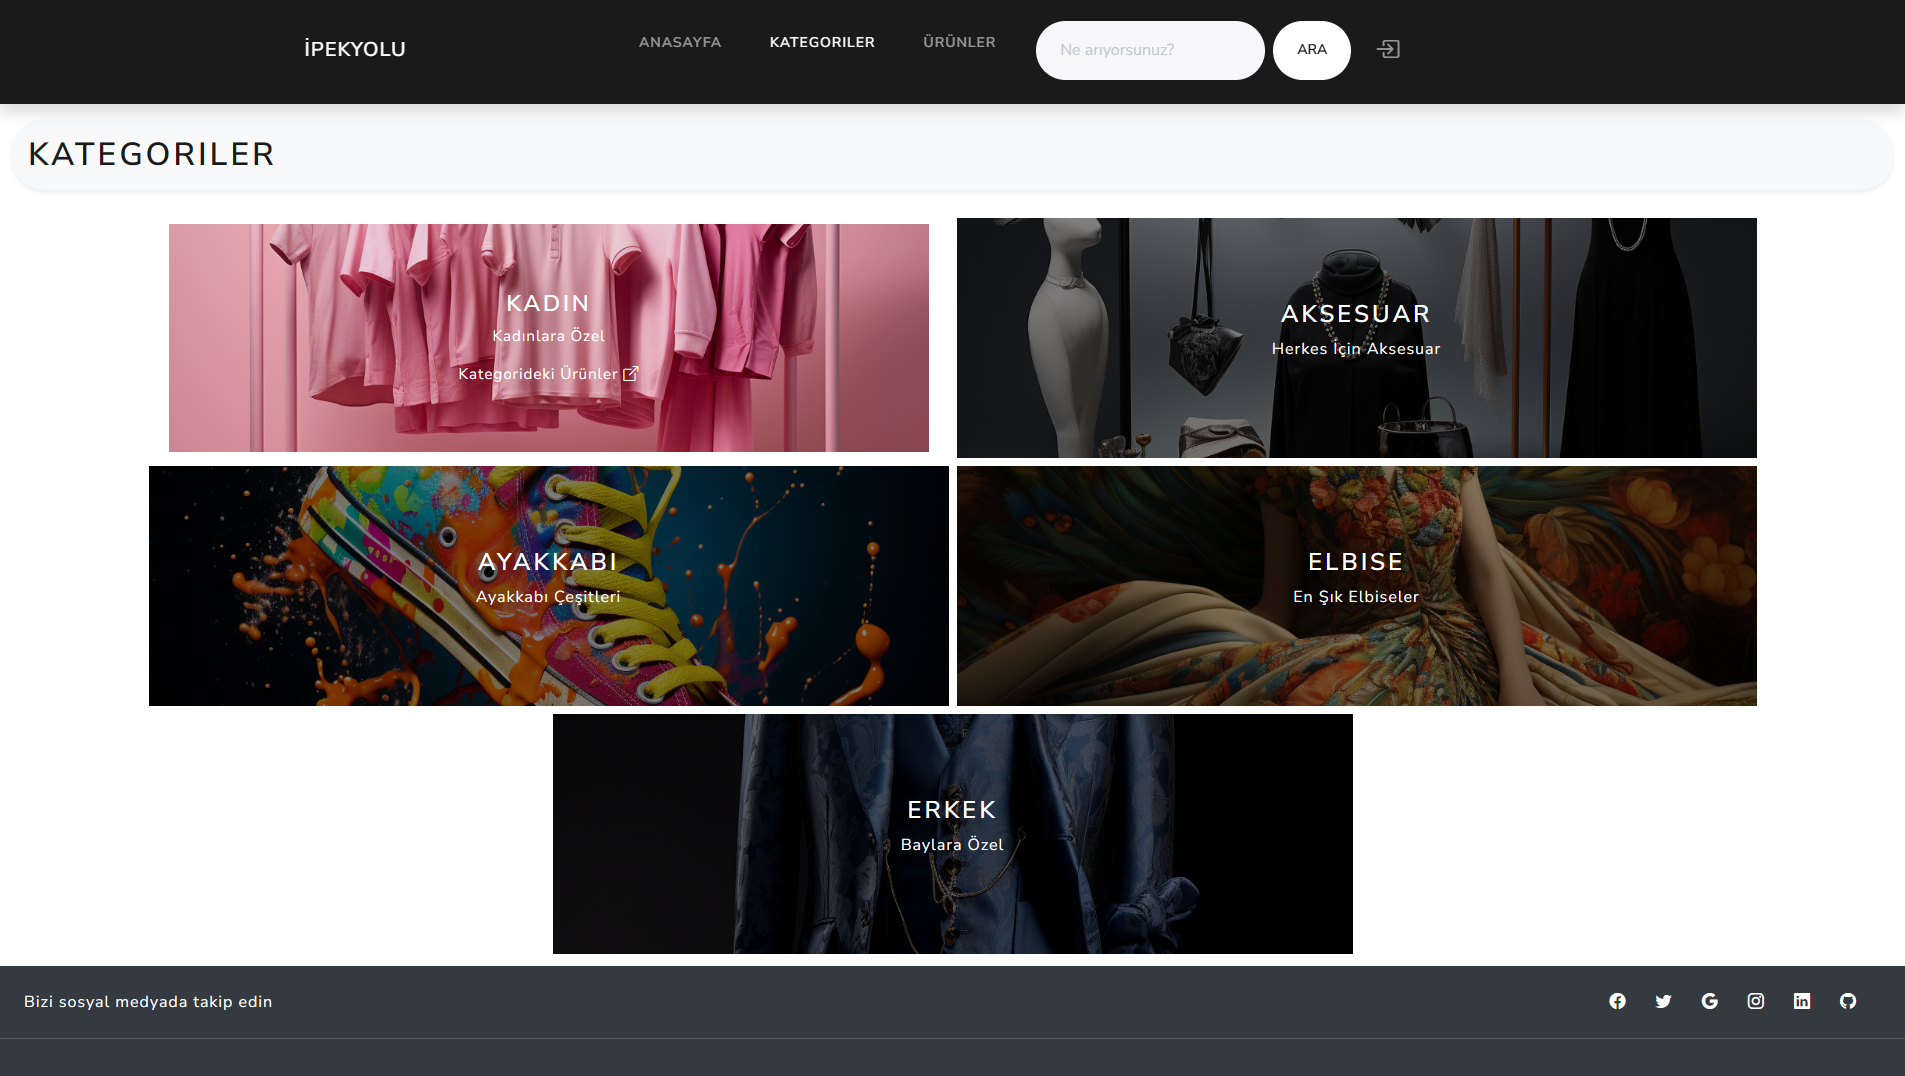 İPEKYOLU
ANASAYFA
KATEGORILER
ÜRÜNLER
Ne arıyorsunuz?
ARA
KATEGORILER
KADIN
Kadınlara Özel
Kategorideki Ürünler
AKSESUAR
Herkes İçin Aksesuar
AYAKKABI
Ayakkabı Çeşitleri
ELBISE
En Şık Elbiseler
ERKEK
Baylara Özel
Bizi sosyal medyada takip edin